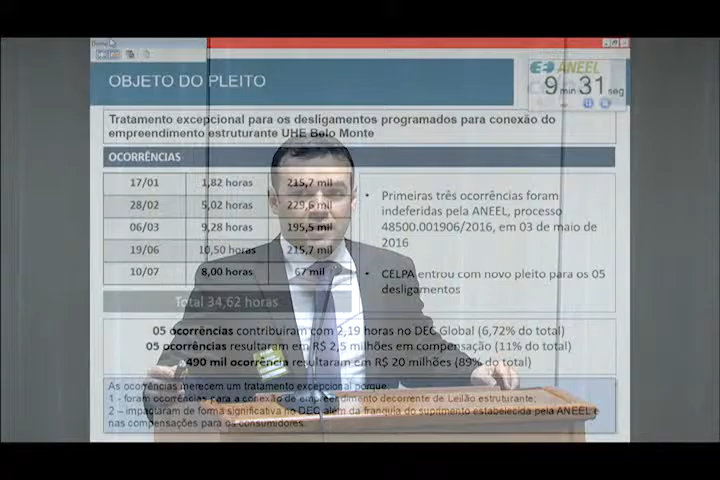 OBJETO DO PLEITO
ANEEL
9 min 31 seg
Tratamento excepcional para os desligamentos programados para conexão do
empreendimento estruturante UHE Belo Monte
OCORRÊNCIAS
17/01 1,82 horas 215,7 mil
28/02 5,02 horas 229,6 mil
06/03 9,28 horas 195,5 mil
19/06 10,50 horas 215,7 mil
10/07 8,00 horas 67 mil
Total 34,62 horas
• Primeiras três ocorrências foram
indeferidas pela ANEEL, processo
48500.001906/2016, em 03 de maio de
2016
• CELPA entrou com novo pleito para os 05
desligamentos
05 ocorrências contribuíram com 2,19 horas no DEC Global (6,72% do total)
05 ocorrências resultaram em R$ 2,5 milhões em compensação (11% do total)
490 mil ocorrência resultaram em R$ 20 milhões (89% do total)
As ocorrências merecem um tratamento excepcional porque:
1 - foram ocorrências para a conexão de empreendimento decorrente de Leilão estruturante;
2 – impactaram de forma significativa no DEC além da franquia do suprimento estabelecida pela ANEEL e
nas compensações para os consumidores.